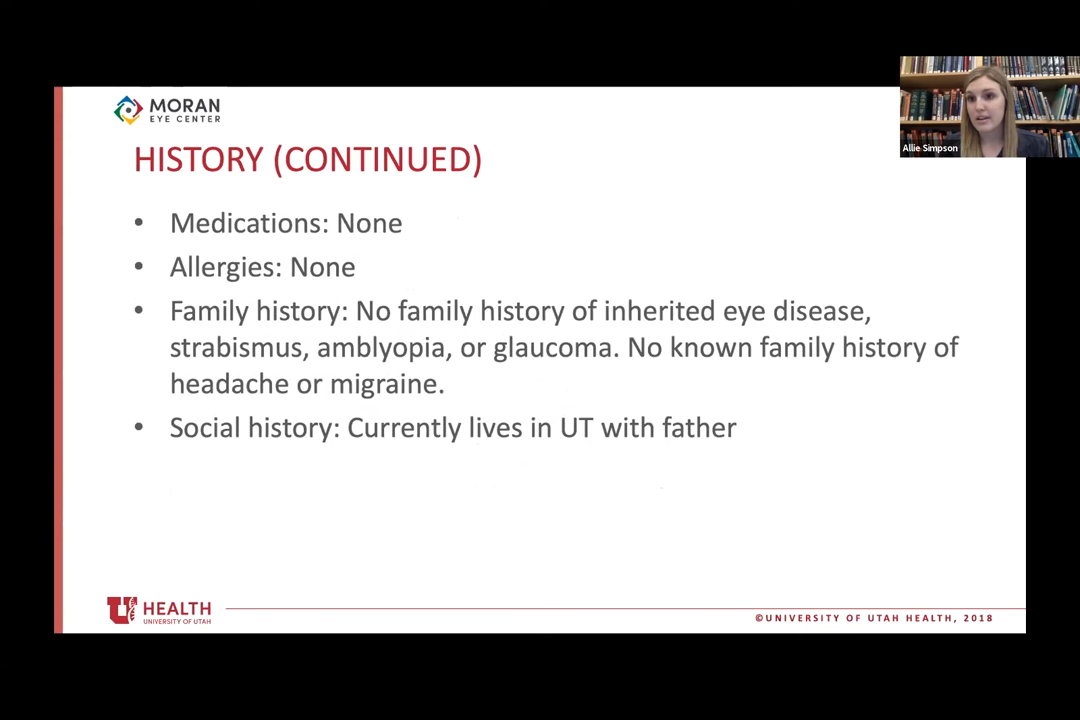 MORAN
EYE CENTER
Allie Simpson
HISTORY (CONTINUED)
• Medications: None
• Allergies: None
• Family history: No family history of inherited eye disease,
strabismus, amblyopia, or glaucoma. No known family history of
headache or migraine.
• Social history: Currently lives in UT with father
U HEALTH
UNIVERSITY OF UTAH
©UNIVERSITY OF UTAH HEALTH, 2018